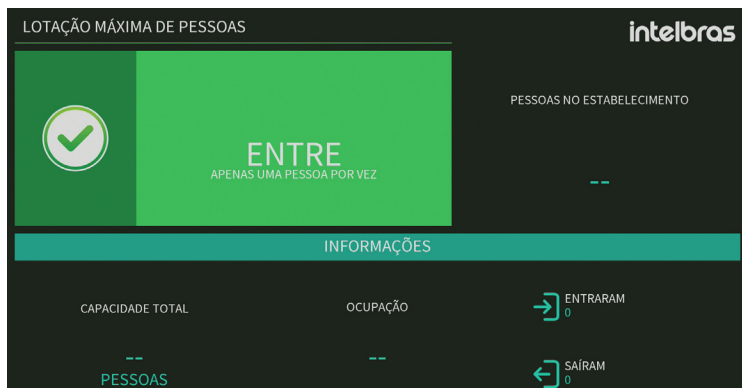 LOTAÇÃO MÁXIMA DE PESSOAS
intelbras
PESSOAS NO ESTABELECIMENTO
--
ENTRE
APENAS UMA PESSOA POR VEZ
INFORMAÇÕES
CAPACIDADE TOTAL
--
PESSOAS
OCUPAÇÃO
--
ENTRARAM
0
SAÍRAM
0